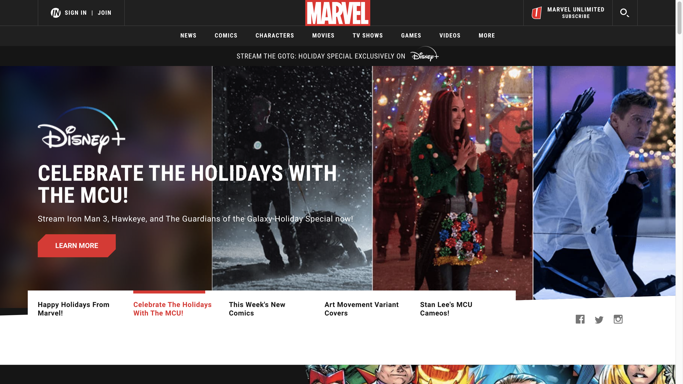 SIGN IN | JOIN
MARVEL
MARVEL UNLIMITED
SUBSCRIBE
NEWS
COMICS
CHARACTERS
MOVIES
TV SHOWS
GAMES
VIDEOS
MORE
STREAM THE GOTG: HOLIDAY SPECIAL EXCLUSIVELY ON Disney+
Disney+
CELEBRATE THE HOLIDAYS WITH
THE MCU!
Stream Iron Man 3, Hawkeye, and The Guardians of the Galaxy Holiday Special now!
LEARN MORE
Happy Holidays From
Marvel!
Celebrate The Holidays
With The MCU!
This Week's New
Comics
Art Movement Variant
Covers
Stan Lee's MCU
Cameos!